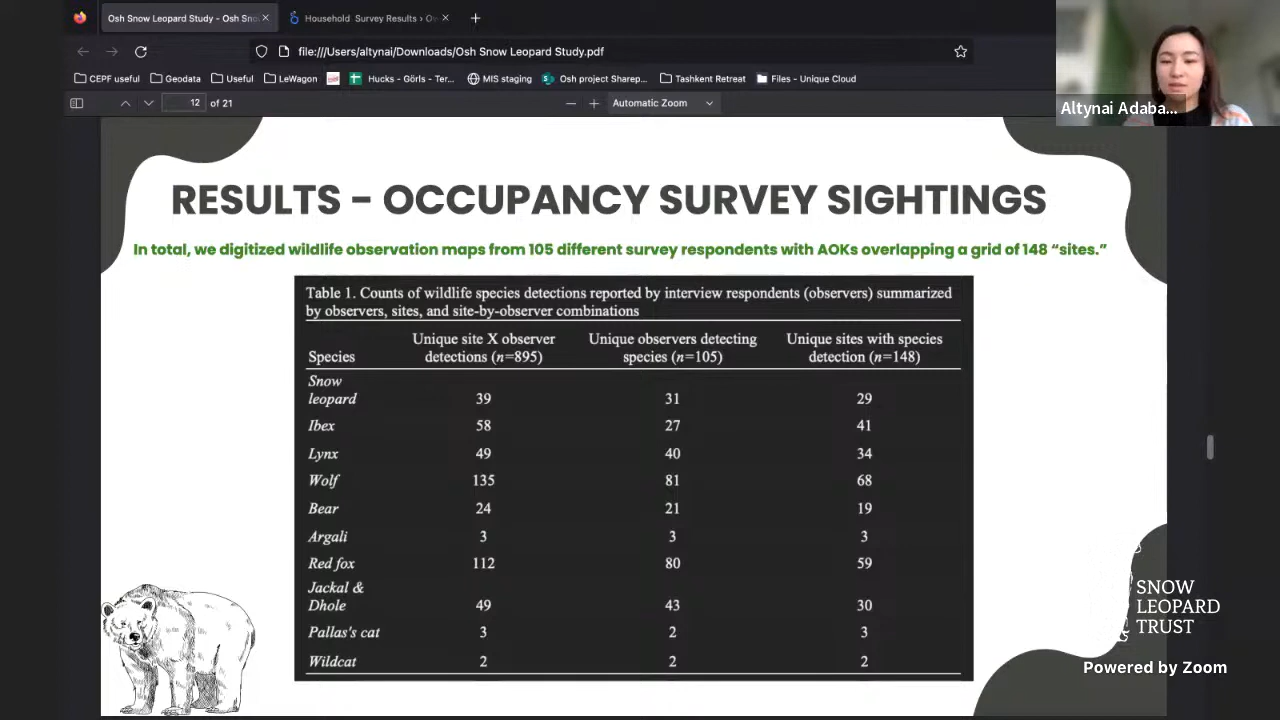 Osh Snow Leopard Study - Osh Sno
Household Survey Results › Ov
file:///Users/altynai/Downloads/Osh Snow Leopard Study.pdf
CEPF useful Geodata Useful LeWagon Hucks - Görls - Ter... MIS staging Osh project Sharep... Tashkent Retreat Files - Unique Cloud
12 of 21
Automatic Zoom
Altynai Adaba...
RESULTS - OCCUPANCY SURVEY SIGHTINGS
In total, we digitized wildlife observation maps from 105 different survey respondents with AOKs overlapping a grid of 148 “sites.”
Table 1. Counts of wildlife species detections reported by interview respondents (observers) summarized
by observers, sites, and site-by-observer combinations
Unique site X observer Unique observers detecting Unique sites with species
Species detections (n=895) species (n=105) detection (n=148)
Snow
leopard 39 31 29
Ibex 58 27 41
Lynx 49 40 34
Wolf 135 81 68
Bear 24 21 19
Argali 3 3 3
Red fox 112 80 59
Jackal &
Dhole 49 43 30
Pallas's cat 3 2 3
Wildcat 2 2 2
SNOW
LEOPARD
TRUST
Powered by Zoom